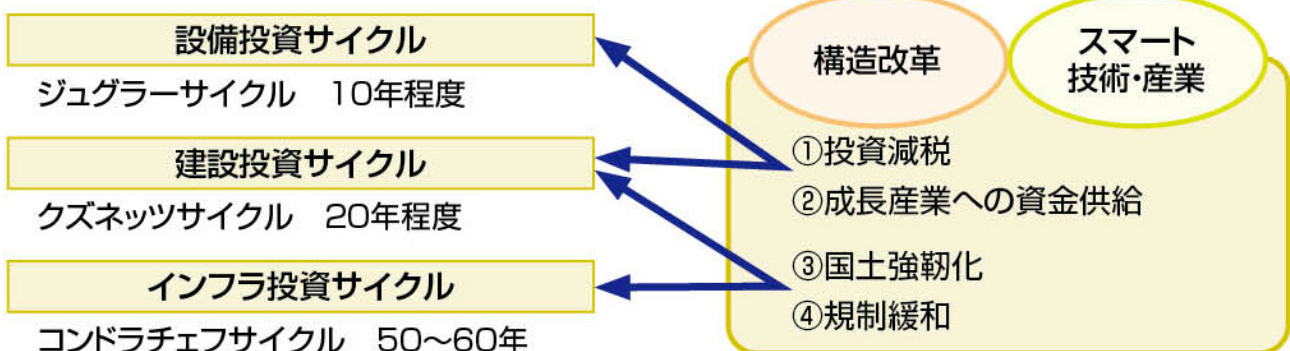 設備投資サイクル
ジュグラーサイクル　10年程度
建設投資サイクル
クズネッツサイクル　20年程度
インフラ投資サイクル
コンドラチェフサイクル　50〜60年
構造改革
スマート
技術・産業
①投資減税
②成長産業への資金供給
③国土強靭化
④規制緩和